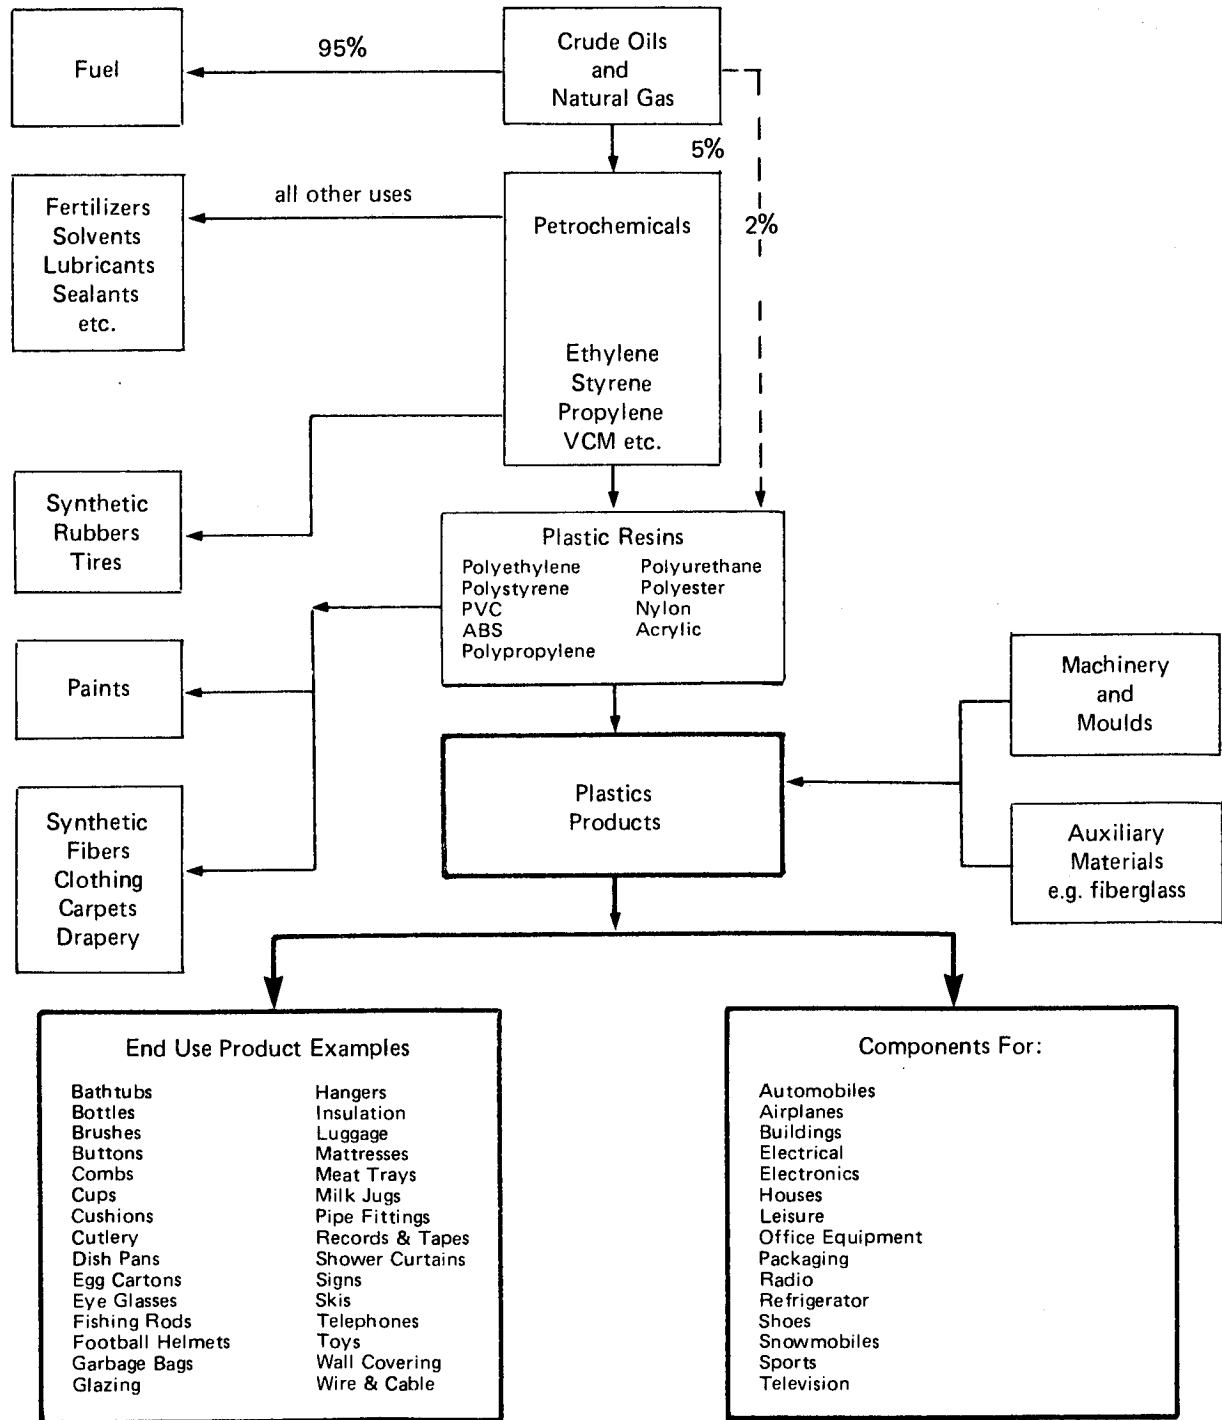 Fuel
95%
Crude Oils
and
Natural Gas
5%
2%
Fertilizers
Solvents
Lubricants
Sealants
etc.
all other uses
Petrochemicals
Ethylene
Styrene
Propylene
VCM etc.
Synthetic
Rubbers
Tires
Plastic Resins
Polyethylene
Polystyrene
PVC
ABS
Polypropylene
Polyurethane
Polyester
Nylon
Acrylic
Paints
Machinery
and
Moulds
Plastics
Products
Synthetic
Fibers
Clothing
Carpets
Drapery
Auxiliary
Materials
e.g. fiberglass
End Use Product Examples
Bathtubs
Bottles
Brushes
Buttons
Combs
Cups
Cushions
Cutlery
Dish Pans
Egg Cartons
Eye Glasses
Fishing Rods
Football Helmets
Garbage Bags
Glazing
Hangers
Insulation
Luggage
Mattresses
Meat Trays
Milk Jugs
Pipe Fittings
Records & Tapes
Shower Curtains
Signs
Skis
Telephones
Toys
Wall Covering
Wire & Cable
Components For:
Automobiles
Airplanes
Buildings
Electrical
Electronics
Houses
Leisure
Office Equipment
Packaging
Radio
Refrigerator
Shoes
Snowmobiles
Sports
Television